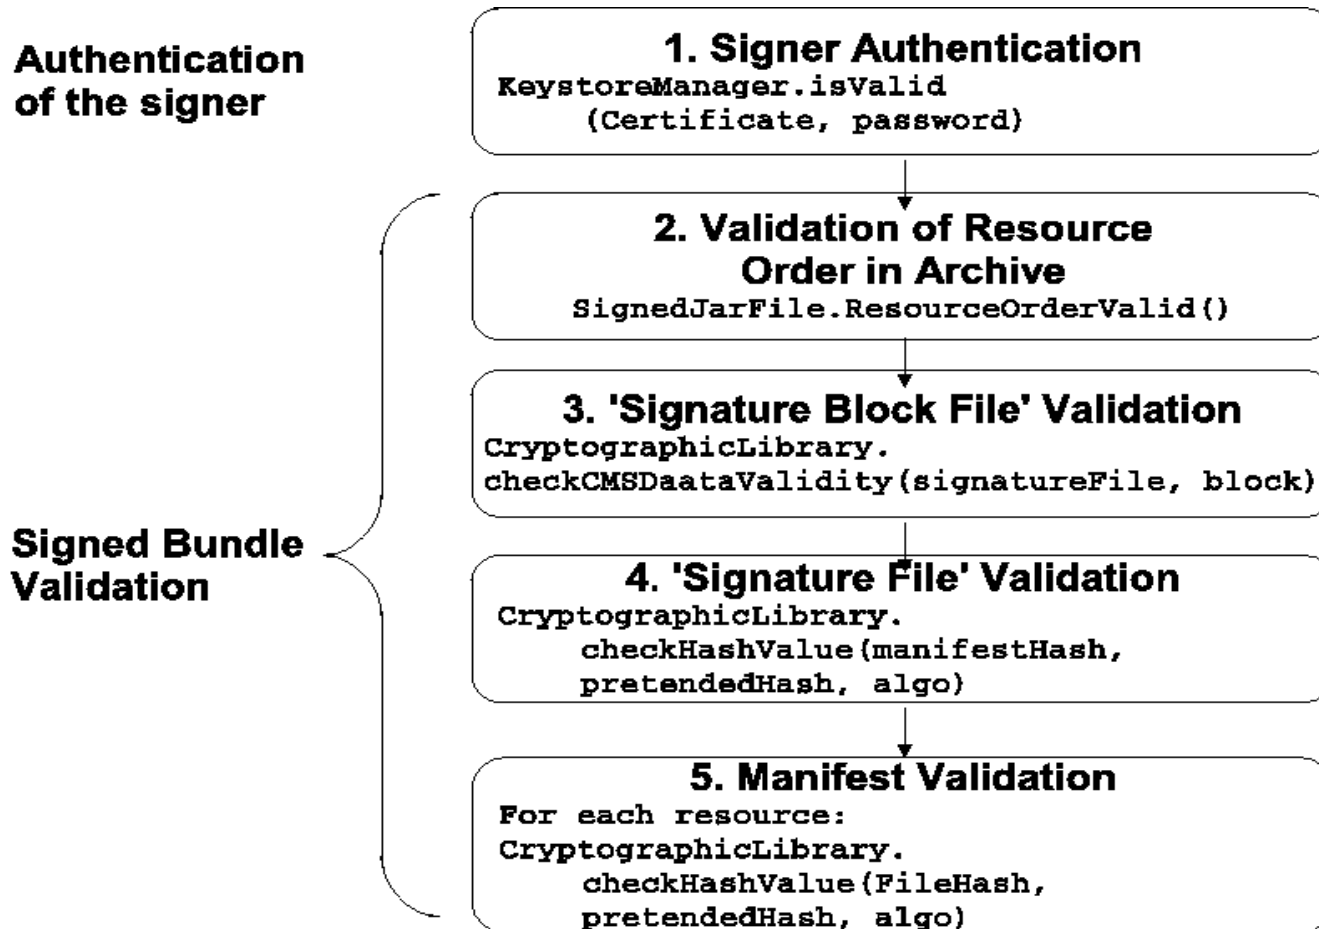 Authentication
of the signer
1. Signer Authentication
KeystoreManager.isValid
(Certificate, password)
2. Validation of Resource
Order in Archive
SignedJarFile.ResourceOrderValid()
3. 'Signature Block File' Validation
CryptographicLibrary.
checkCMSDaataValidity(signatureFile, block)
Signed Bundle
Validation
4. 'Signature File' Validation
CryptographicLibrary.
checkHashValue(manifestHash,
pretendedHash, algo)
5. Manifest Validation
For each resource:
CryptographicLibrary.
checkHashValue(FileHash,
pretendedHash, algo)